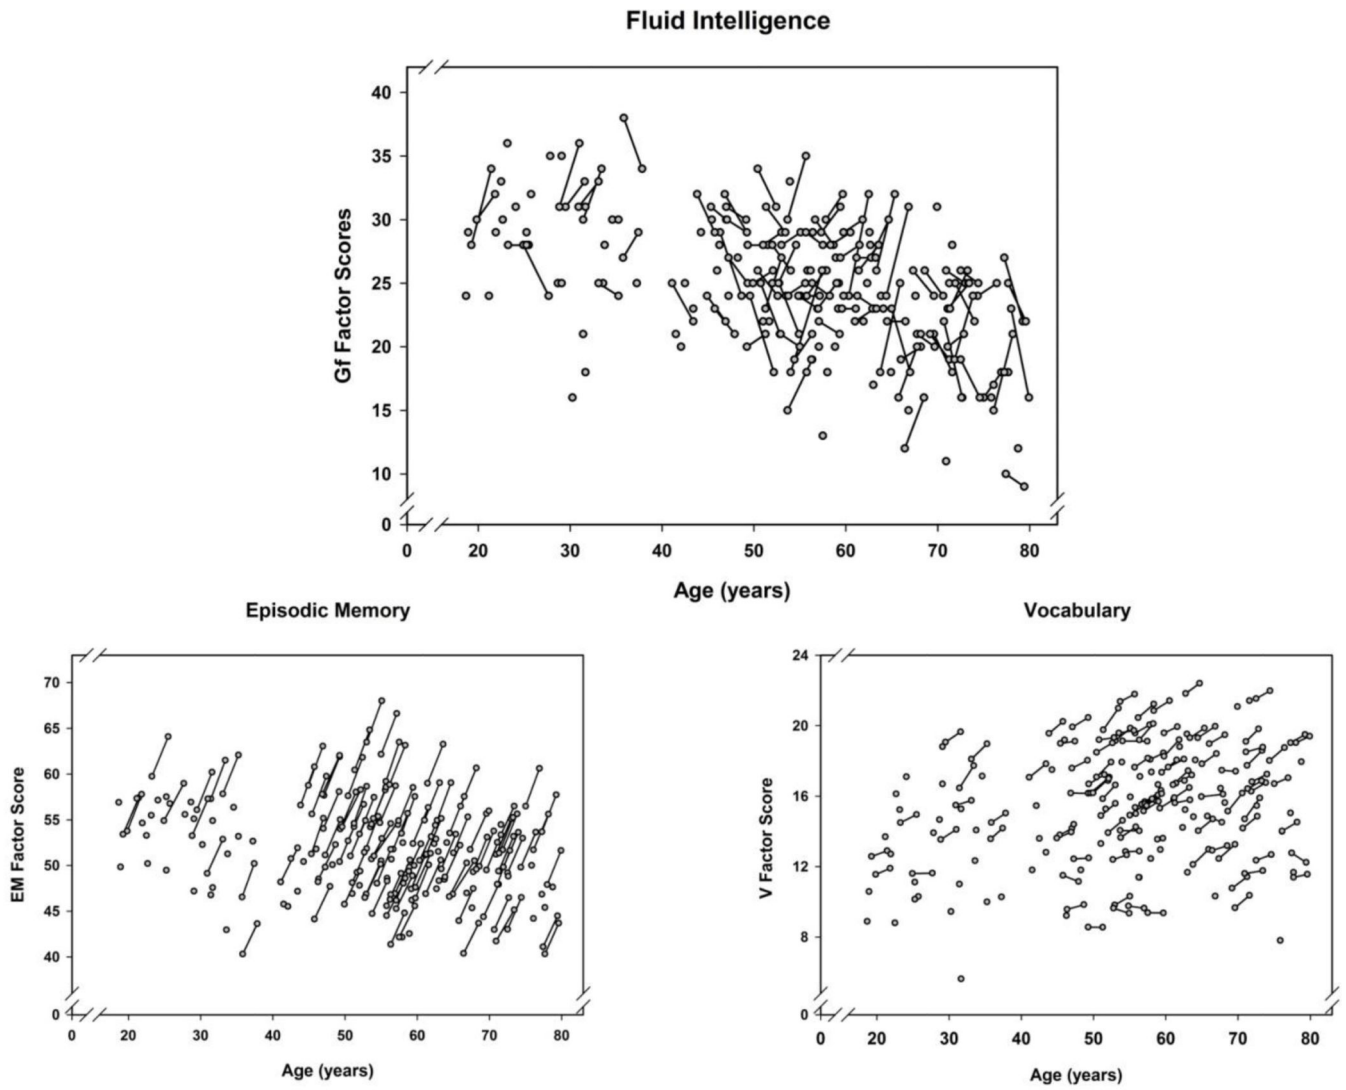 Fluid Intelligence
40
35
30
25
20
15
10
0
Gf Factor Scores
0 20 30 40 50 60 70 80
Age (years)
Episodic Memory
70
65
60
55
50
45
40
0
EM Factor Score
0 20 30 40 50 60 70 80
Age (years)
Vocabulary
24
20
16
12
8
0
V Factor Score
0 20 30 40 50 60 70 80
Age (years)